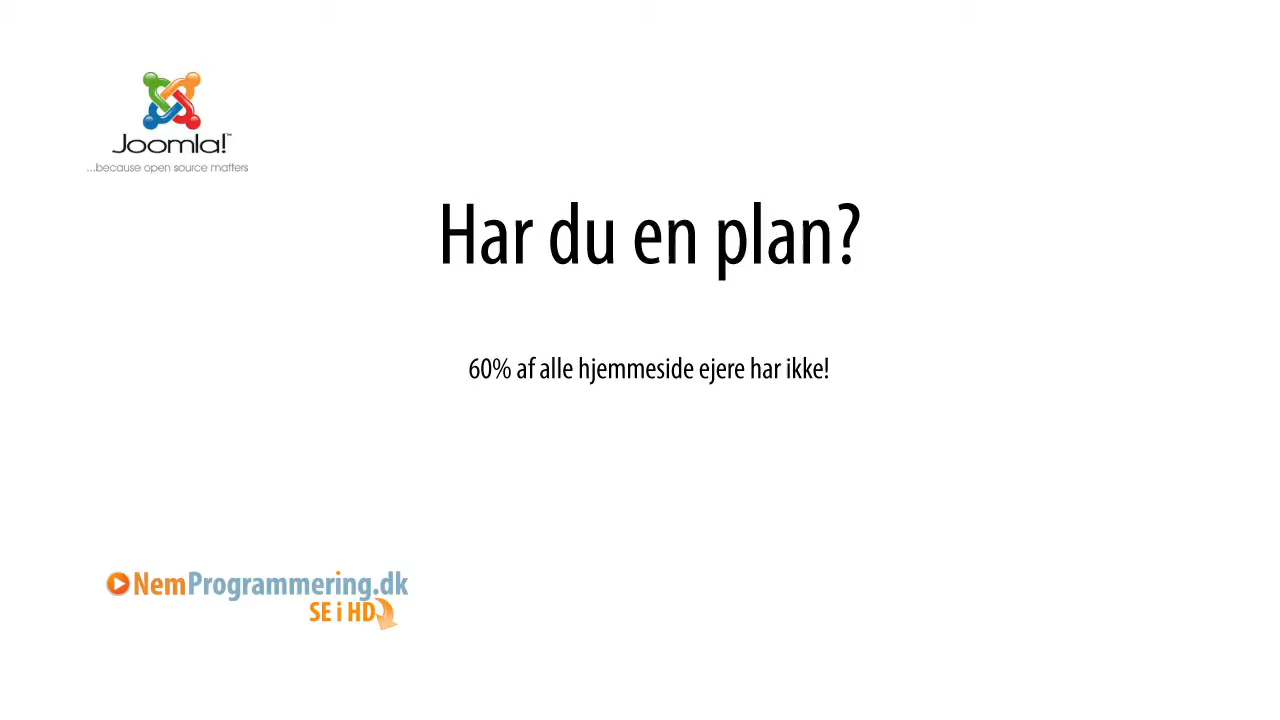 Joomla!™
...because open source matters
Har du en plan?
60% af alle hjemmeside ejere har ikke!
NemProgrammering.dk
SE i HD